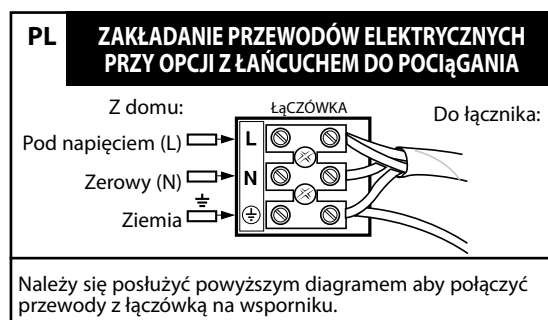 PL
ZAKŁADANIE PRZEWODÓW ELEKTRYCZNYCH
PRZY OPCJI Z ŁAŃCUCHEM DO POCIąGANIA
Z domu:
ŁąCZÓWKA
Do łącznika:
Pod napięciem (L)
L
Zerowy (N)
N
Ziemia
Należy się posłużyć powyższym diagramem aby połączyć
przewody z łączówką na wsporniku.